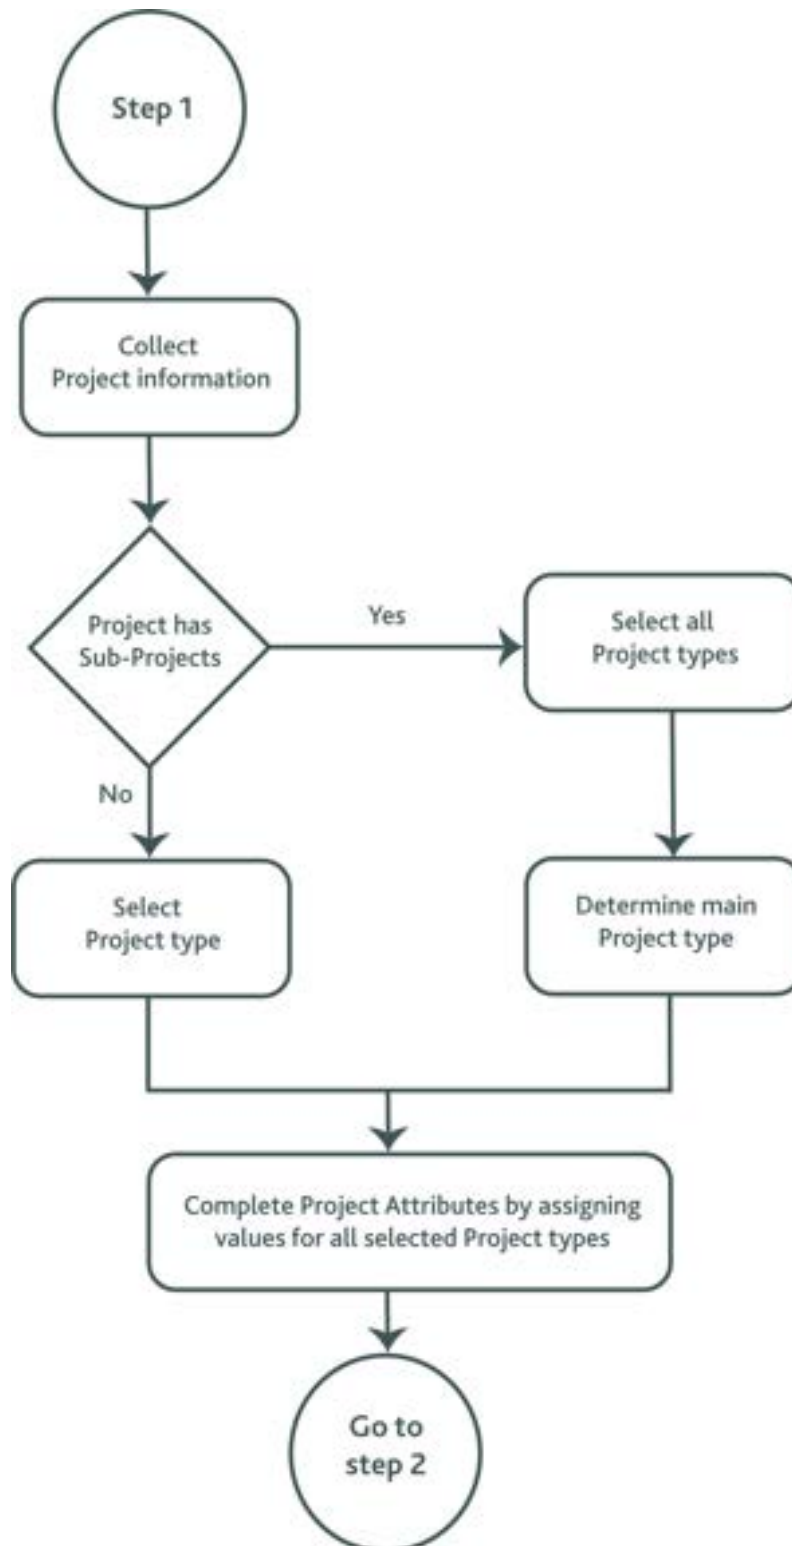 Step 1
Collect
Project information
Project has
Sub-Projects
Yes
Select all
Project types
No
Select
Project type
Determine main
Project type
Complete Project Attributes by assigning
values for all selected Project types
Go to
step 2